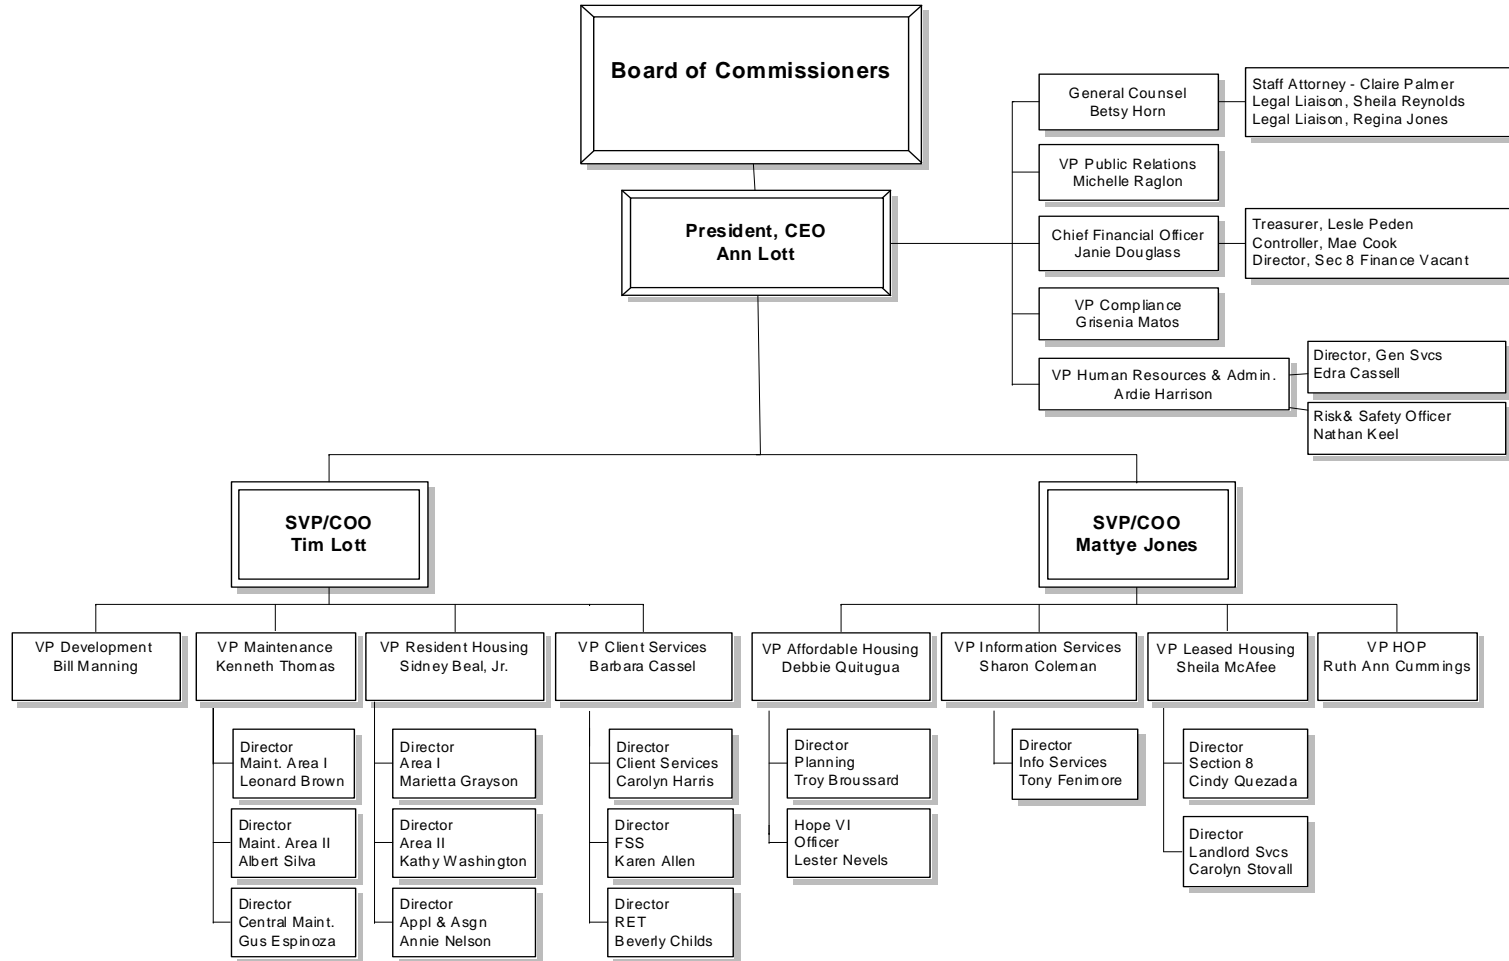 Board of Commissioners
President, CEO
Ann Lott
General Counsel
Betsy Horn
Staff Attorney - Claire Palmer
Legal Liaison, Sheila Reynolds
Legal Liaison, Regina Jones
VP Public Relations
Michelle Raglon
Chief Financial Officer
Janie Douglass
Treasurer, Lesle Peden
Controller, Mae Cook
Director, Sec 8 Finance Vacant
VP Compliance
Grisenia Matos
VP Human Resources & Admin.
Ardie Harrison
Director, Gen Svcs
Edra Cassell
Risk& Safety Officer
Nathan Keel
SVP/COO
Tim Lott
SVP/COO
Mattye Jones
VP Development
Bill Manning
VP Maintenance
Kenneth Thomas
VP Resident Housing
Sidney Beal, Jr.
VP Client Services
Barbara Cassel
VP Affordable Housing
Debbie Quitugua
VP Information Services
Sharon Coleman
VP Leased Housing
Sheila McAfee
VP HOP
Ruth Ann Cummings
Director
Maint. Area I
Leonard Brown
Director
Maint. Area II
Albert Silva
Director
Central Maint.
Gus Espinoza
Director
Area I
Marietta Grayson
Director
Area II
Kathy Washington
Director
Appl & Asgn
Annie Nelson
Director
Client Services
Carolyn Harris
Director
FSS
Karen Allen
Director
RET
Beverly Childs
Director
Planning
Troy Broussard
Hope VI
Officer
Lester Nevels
Director
Info Services
Tony Fenimore
Director
Section 8
Cindy Quezada
Director
Landlord Svcs
Carolyn Stovall